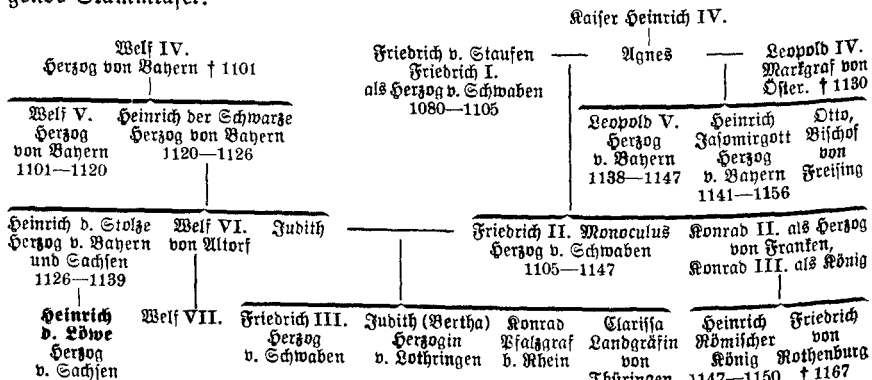 gende Stammtafel:
Kaiser Heinrich IV.
Welf IV.
Herzog von Bayern † 1101
Friedrich v. Staufen
Friedrich I.
als Herzog v. Schwaben
1080—1105
Agnes
Leopold IV.
Markgraf von
Öster. † 1130
Welf V.
Herzog
von Bayern
1101—1120
Heinrich der Schwarze
Herzog von Bayern
1120—1126
Leopold V.
Herzog
v. Bayern
1138—1147
Heinrich
Jasomirgott
Herzog
v. Bayern
1141—1156
Otto,
Bischof
von
Freising
Heinrich d. Stolze
Herzog v. Bayern
und Sachsen
1126—1139
Welf VI.
von Altorf
Judith
Friedrich II. Monoculus
Herzog v. Schwaben
1105—1147
Konrad II. als Herzog
von Franken,
Konrad III. als König
Heinrich
d. Löwe
Herzog
v. Sachsen
Welf VII.
Friedrich III.
Herzog
v. Schwaben
Judith (Bertha)
Herzogin
v. Lothringen
Konrad
Pfalzgraf
b. Rhein
Clarissa
Landgräfin
von
Thüringen
Heinrich
Römischer
König
1147—1150
Friedrich
von
Rothenburg
† 1167